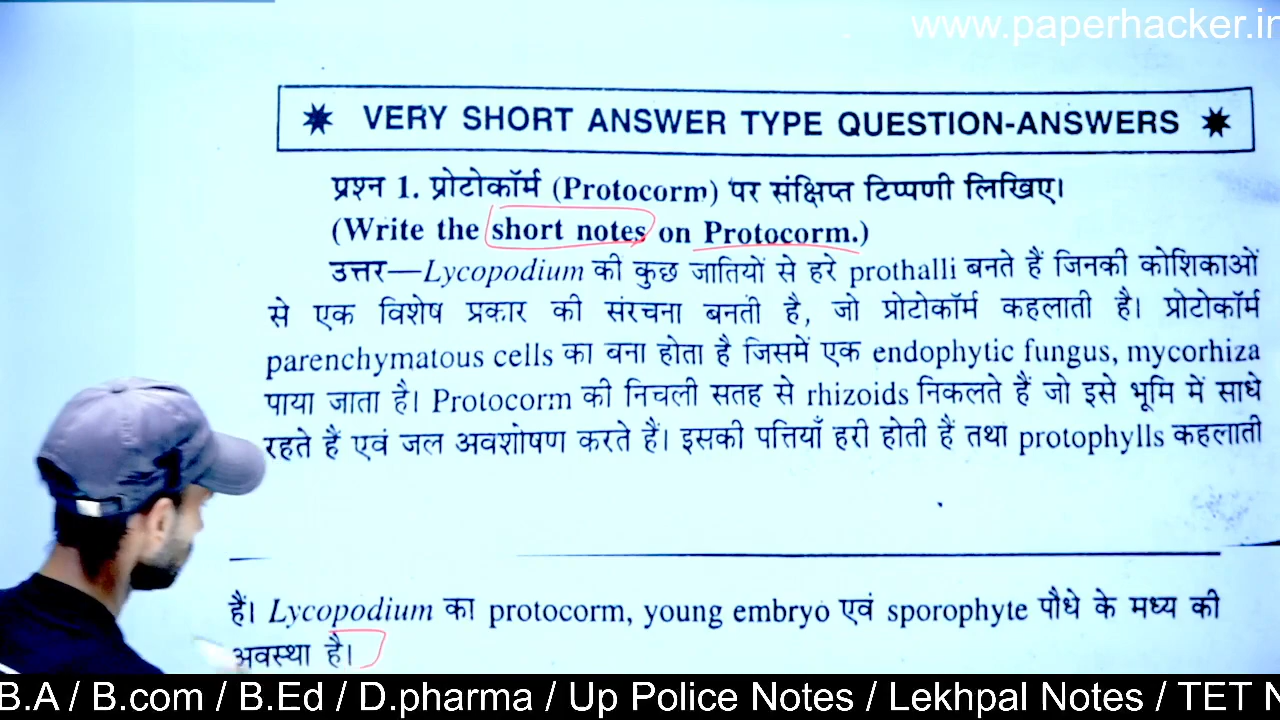 www.paperhacker.in
VERY SHORT ANSWER TYPE QUESTION-ANSWERS
प्रश्न 1. प्रोटोकॉर्म (Protocorm) पर संक्षिप्त टिप्पणी लिखिए।
(Write the short notes on Protocorm.)
उत्तर—Lycopodium की कुछ जातियों से हरे prothalli बनते हैं जिनकी कोशिकाओं
से एक विशेष प्रकार की संरचना बनती है, जो प्रोटोकॉर्म कहलाती है। प्रोटोकॉर्म
parenchymatous cells का बना होता है जिसमें एक endophytic fungus, mycorhiza
पाया जाता है। Protocorm की निचली सतह से rhizoids निकलते हैं जो इसे भूमि में साधे
रहते हैं एवं जल अवशोषण करते हैं। इसकी पत्तियाँ हरी होती हैं तथा protophylls कहलाती
हैं। Lycopodium का protocorm, young embryo एवं sporophyte पौधे के मध्य की
अवस्था है।
B.A / B.com / B.Ed / D.pharma / Up Police Notes / Lekhpal Notes / TET N